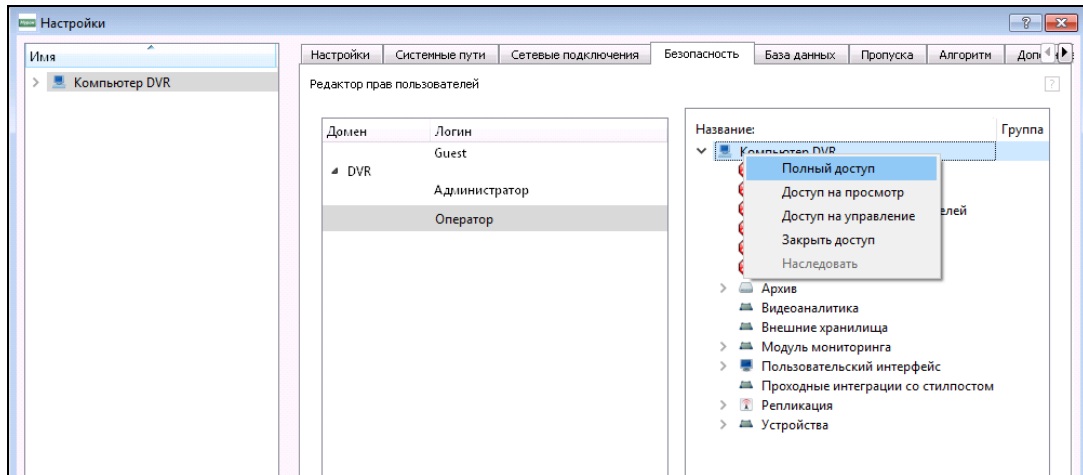 Настройки
Имя
Компьютер DVR
Настройки Системные пути Сетевые подключения Безопасность База данных Пропуска Алгоритм
Редактор прав пользователей
Домен Логин
Guest
DVR
Администратор
Оператор
Название: Группа
Компьютер DVR
Полный доступ
Доступ на просмотр
Доступ на управление
елей
Закрыть доступ
Наследовать
Архив
Видеоаналитика
Внешние хранилища
Модуль мониторинга
Пользовательский интерфейс
Проходные интеграции со стилпостом
Репликация
Устройства